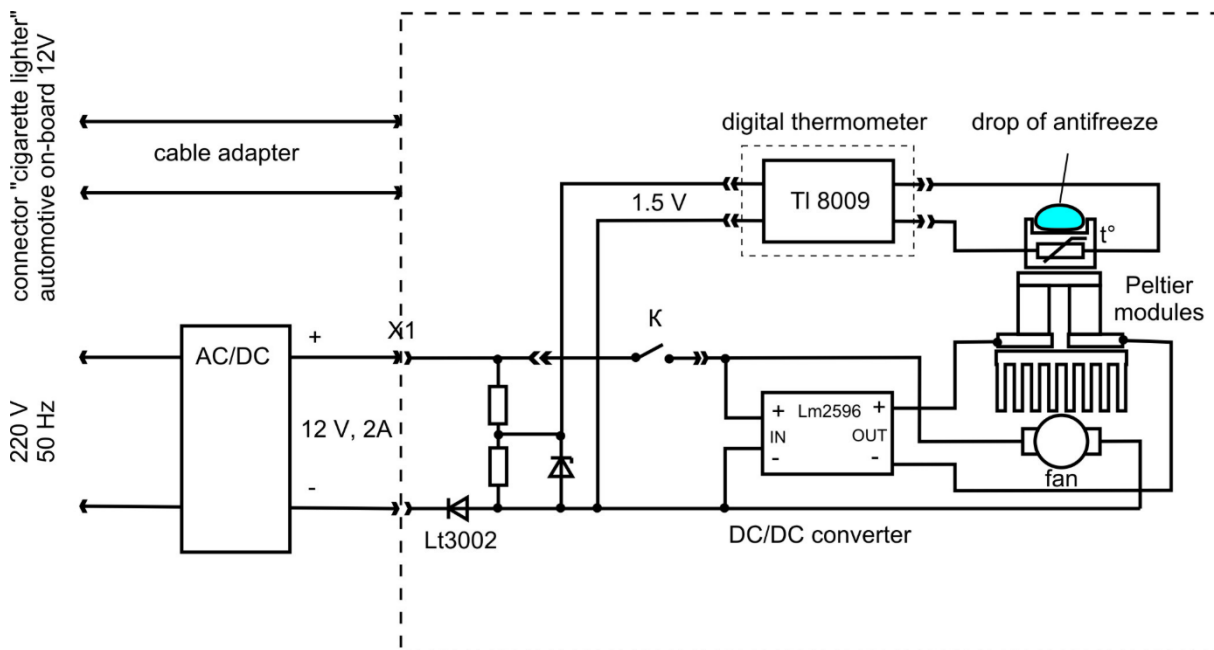 connector "cigarette lighter"
automotive on-board 12V
cable adapter
220 V
50 Hz
AC/DC
+
-
12 V, 2A
X1
Lt3002
1.5 V
digital thermometer
TI 8009
drop of antifreeze
t°
Peltier
modules
К
+ Lm2596 +
IN OUT
- -
fan
DC/DC converter